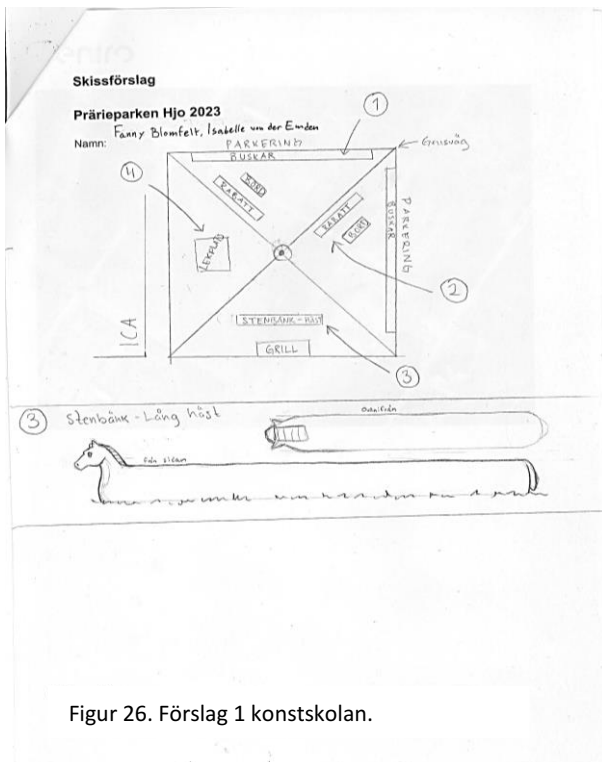 Skissförslag
Prärieparken Hjo 2023
Namn: Fanny Blomfelt, Isabelle von der Emden
1
PARKERING
Grusväg
BUSKAR
4
BORD
RABATT
RABATT
BORD
BUSKAR
PARKERING
LEKPLATS
2
ICA
STENBÄNK-HÄST
GRILL
3
3 Stenbänk - Lång häst
Ovanifrån
från sidan
Figur 26. Förslag 1 konstskolan.